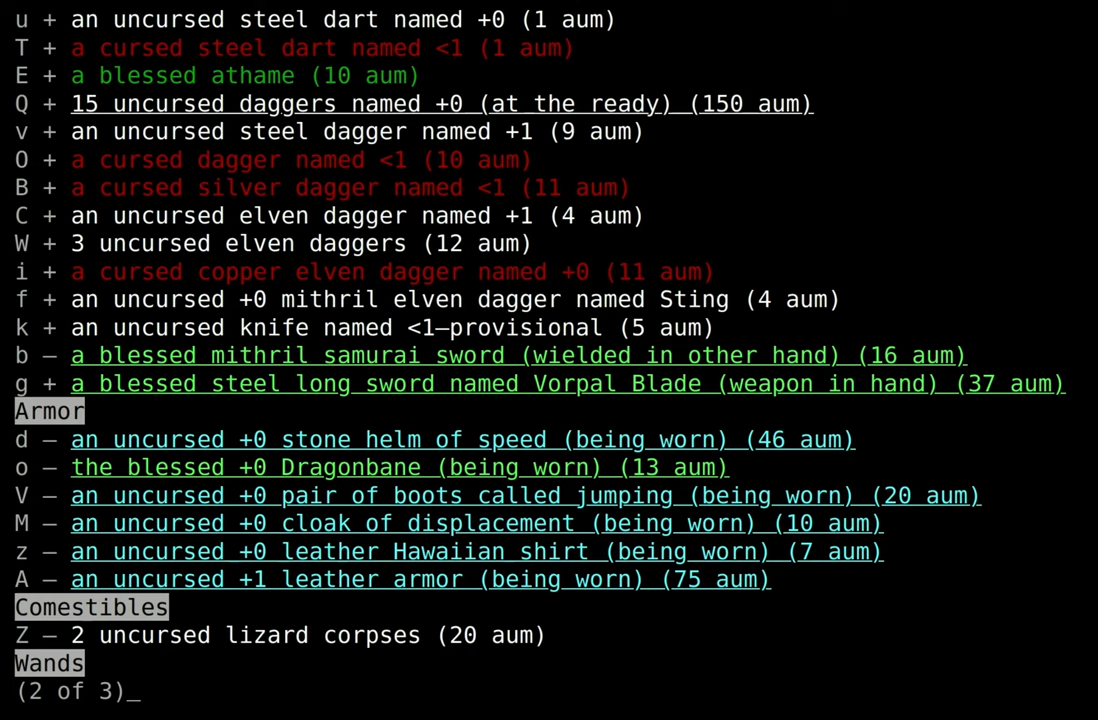 u + an uncursed steel dart named +0 (1 aum)
T + a cursed steel dart named <1 (1 aum)
E + a blessed athame (10 aum)
Q + 15 uncursed daggers named +0 (at the ready) (150 aum)
v + an uncursed steel dagger named +1 (9 aum)
O + a cursed dagger named <1 (10 aum)
B + a cursed silver dagger named <1 (11 aum)
C + an uncursed elven dagger named +1 (4 aum)
W + 3 uncursed elven daggers (12 aum)
i + a cursed copper elven dagger named +0 (11 aum)
f + an uncursed +0 mithril elven dagger named Sting (4 aum)
k + an uncursed knife named <1–provisional (5 aum)
b – a blessed mithril samurai sword (wielded in other hand) (16 aum)
g + a blessed steel long sword named Vorpal Blade (weapon in hand) (37 aum)
Armor
d – an uncursed +0 stone helm of speed (being worn) (46 aum)
o – the blessed +0 Dragonbane (being worn) (13 aum)
V – an uncursed +0 pair of boots called jumping (being worn) (20 aum)
M – an uncursed +0 cloak of displacement (being worn) (10 aum)
z – an uncursed +0 leather Hawaiian shirt (being worn) (7 aum)
A – an uncursed +1 leather armor (being worn) (75 aum)
Comestibles
Z – 2 uncursed lizard corpses (20 aum)
Wands
(2 of 3)_